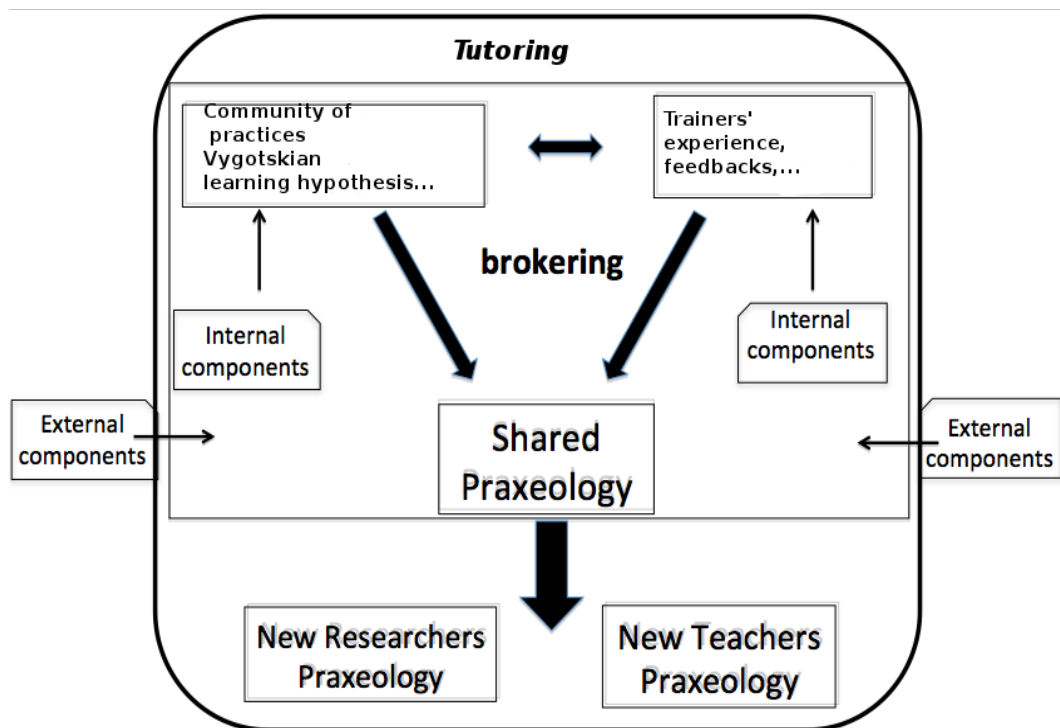 Tutoring
Community of
practices
Vygotskian
learning hypothesis...
Trainers'
experience,
feedbacks,...
brokering
Internal
components
Internal
components
External
components
Shared
Praxeology
External
components
New Researchers
Praxeology
New Teachers
Praxeology